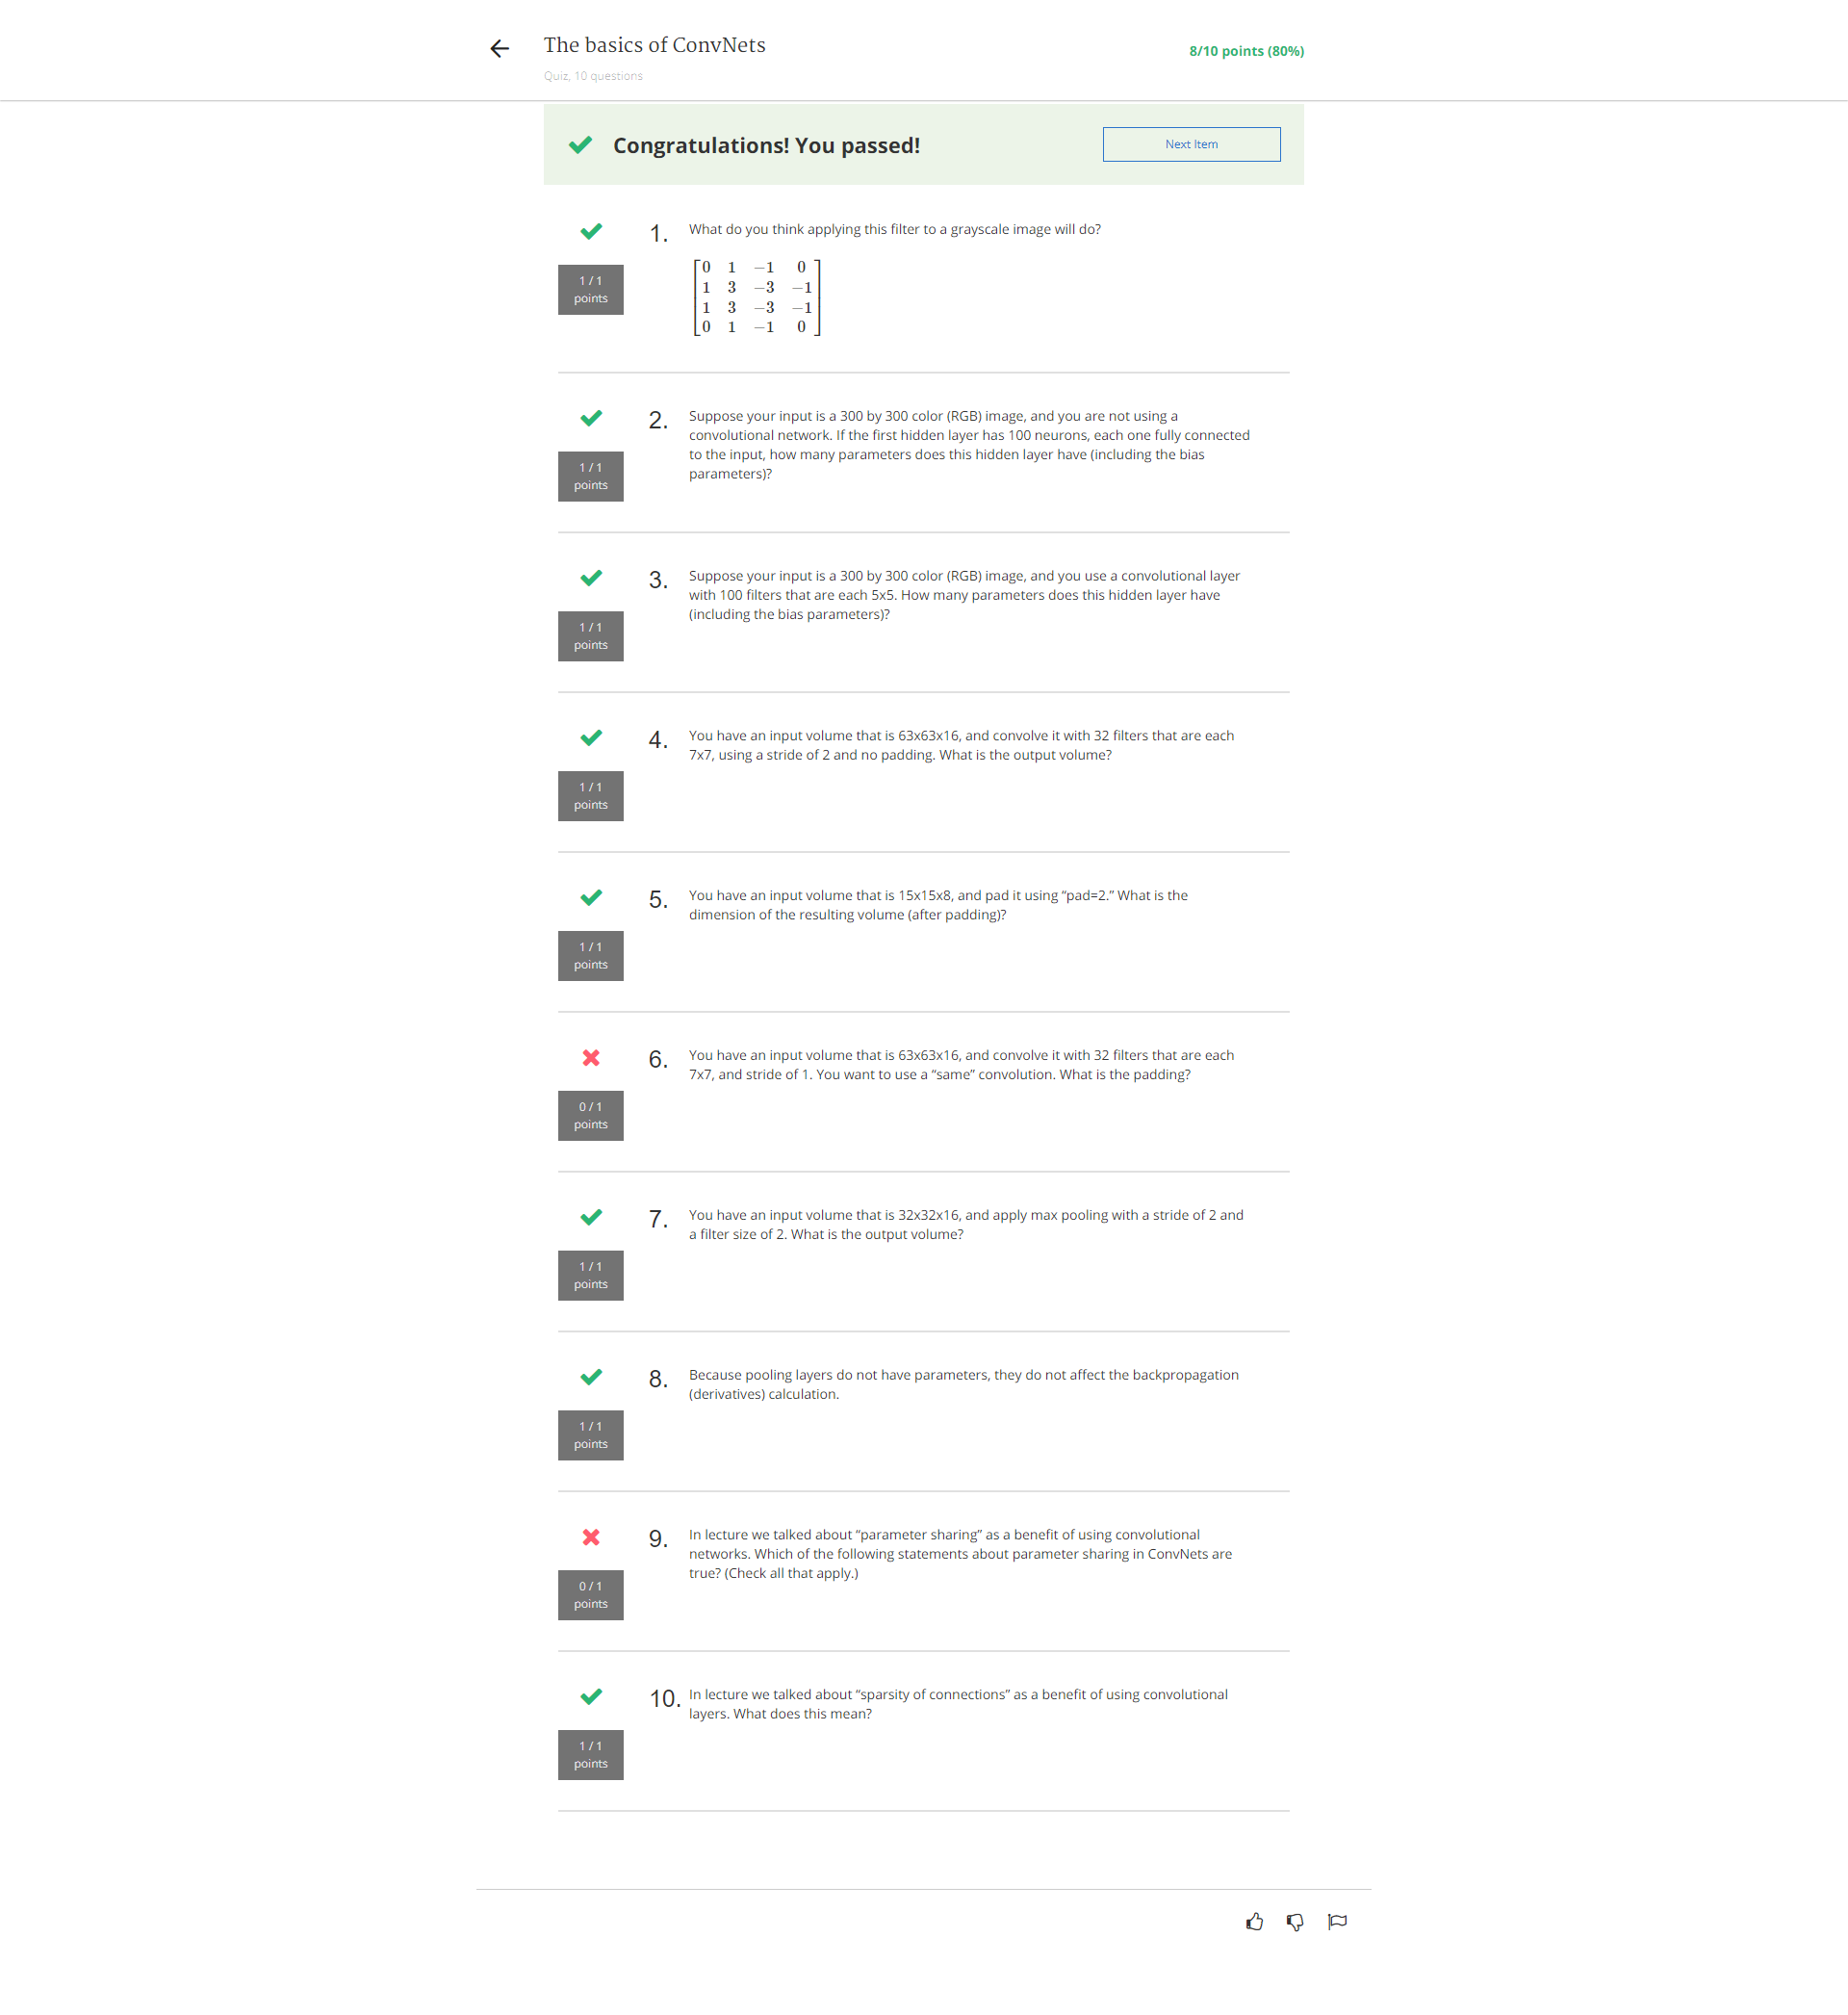 The basics of ConvNets
8/10 points (80%)
Quiz, 10 questions
Congratulations! You passed!
Next Item
1. What do you think applying this filter to a grayscale image will do?
0 1 −1 0
1 3 −3 −1
1 3 −3 −1
0 1 −1 0
1 / 1
points
2. Suppose your input is a 300 by 300 color (RGB) image, and you are not using a
convolutional network. If the first hidden layer has 100 neurons, each one fully connected
to the input, how many parameters does this hidden layer have (including the bias
parameters)?
1 / 1
points
3. Suppose your input is a 300 by 300 color (RGB) image, and you use a convolutional layer
with 100 filters that are each 5x5. How many parameters does this hidden layer have
(including the bias parameters)?
1 / 1
points
4. You have an input volume that is 63x63x16, and convolve it with 32 filters that are each
7x7, using a stride of 2 and no padding. What is the output volume?
1 / 1
points
5. You have an input volume that is 15x15x8, and pad it using “pad=2.” What is the
dimension of the resulting volume (after padding)?
1 / 1
points
6. You have an input volume that is 63x63x16, and convolve it with 32 filters that are each
7x7, and stride of 1. You want to use a “same” convolution. What is the padding?
0 / 1
points
7. You have an input volume that is 32x32x16, and apply max pooling with a stride of 2 and
a filter size of 2. What is the output volume?
1 / 1
points
8. Because pooling layers do not have parameters, they do not affect the backpropagation
(derivatives) calculation.
1 / 1
points
9. In lecture we talked about “parameter sharing” as a benefit of using convolutional
networks. Which of the following statements about parameter sharing in ConvNets are
true? (Check all that apply.)
0 / 1
points
10. In lecture we talked about “sparsity of connections” as a benefit of using convolutional
layers. What does this mean?
1 / 1
points